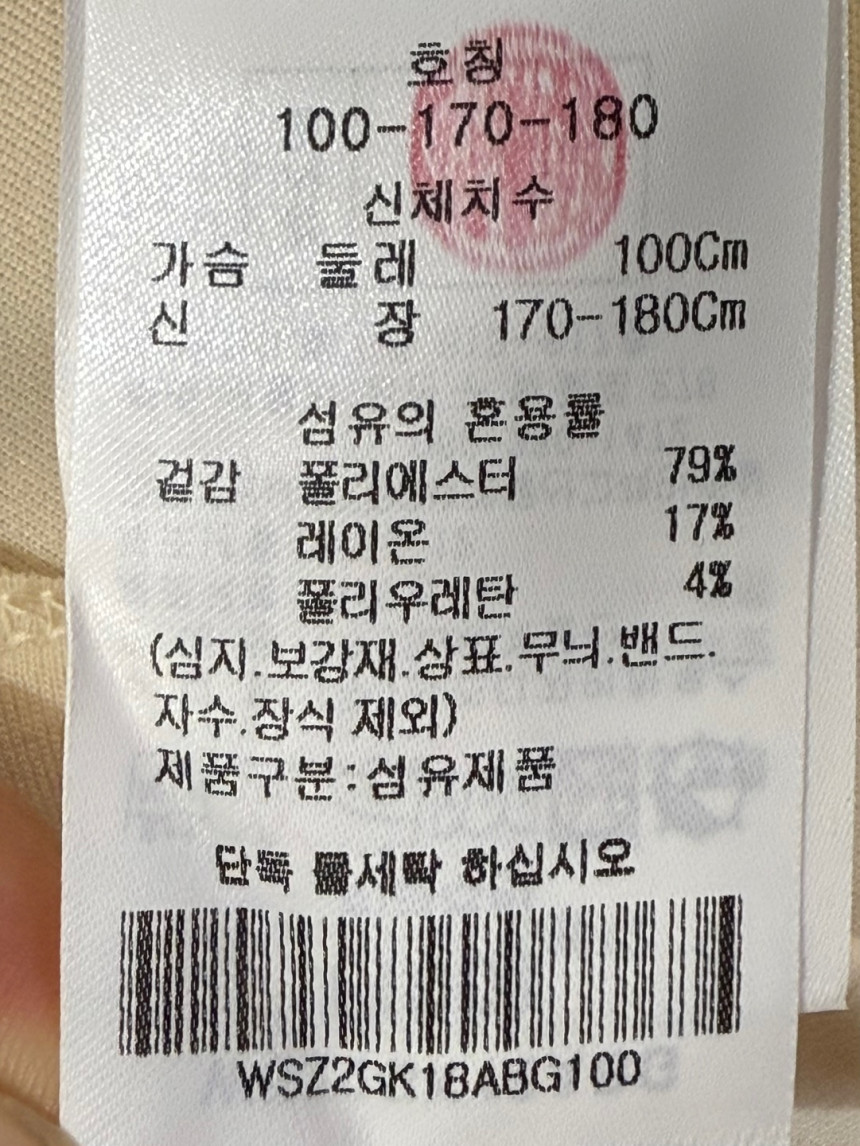 호칭
100-170-180
신체치수
가슴 둘레 100Cm
신 장 170-180Cm
섬유의 혼용률
겉감 폴리에스터 79%
레이온 17%
폴리우레탄 4%
(심지.보강재.상표.무늬.밴드.
자수.장식 제외)
제품구분:섬유제품
단독 물세탁 하십시오
WSZ2GK18ABG100